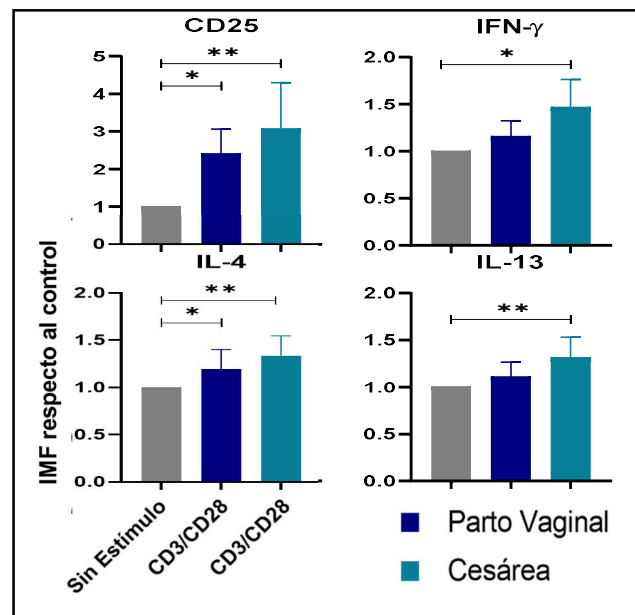 CD25
**
*
5
4
3
2
1
0
IFN-γ
*
2.0
1.5
1.0
0.5
0.0
IMF respecto al control
IL-4
**
*
2.0
1.5
1.0
0.5
0.0
Sin Estímulo
CD3/CD28
CD3/CD28
IL-13
**
2.0
1.5
1.0
0.5
0.0
Parto Vaginal
Cesárea